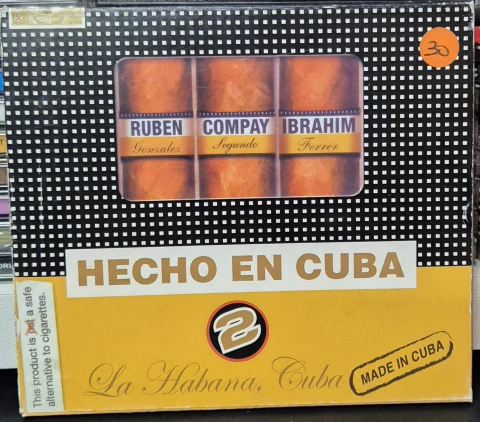 30
RUBEN COMPAY IBRAHIM
Gonzalez Segundo Ferrer
HECHO EN CUBA
2
La Habana, Cuba
MADE IN CUBA
This product is not a safe
alternative to cigarettes.